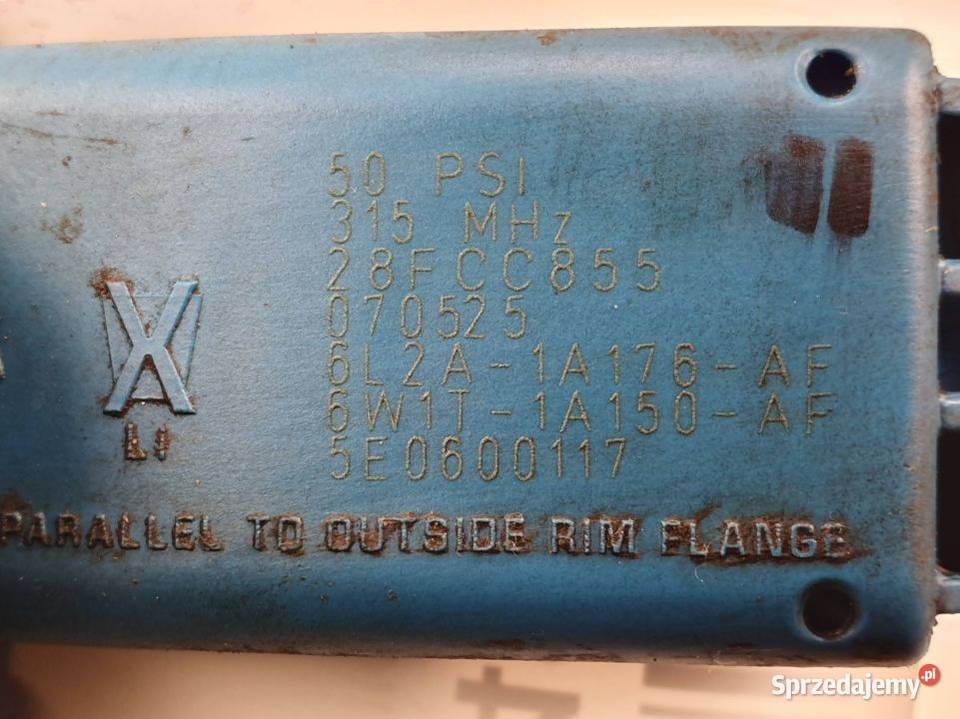 50 PSI
315 MHz
28FCC855
070525
6L2A-1A176-AF
6W1T-1A150-AF
5E0600117
LI
PARALLEL TO OUTSIDE RIM FLANGE
Sprzedajemy.pl